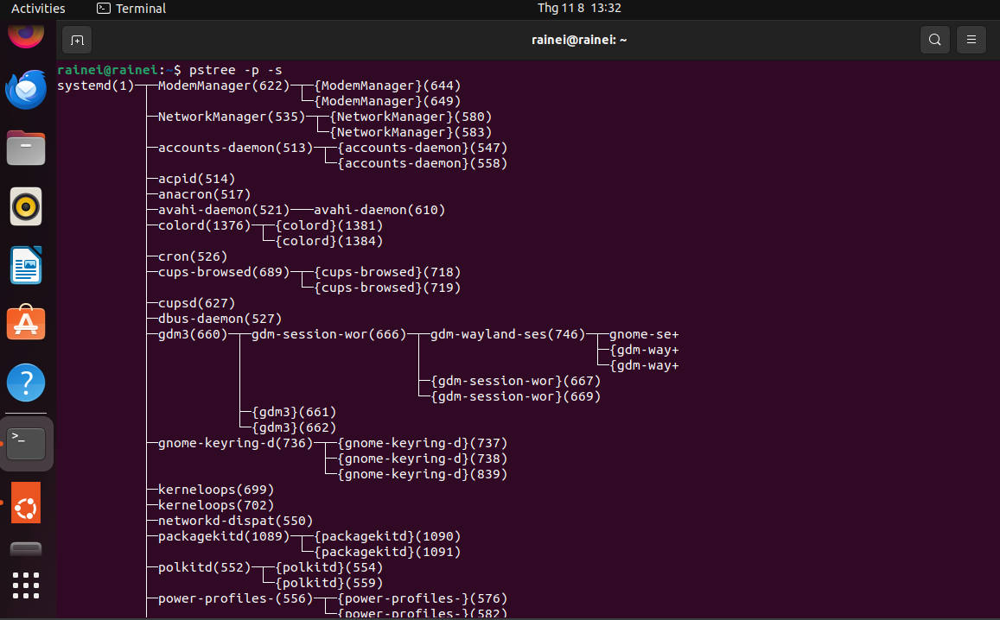 Activities Terminal Thg 11 8 13:32
rainei@rainei: ~
rainei@rainei:~$ pstree -p -s
systemd(1)─┬─ModemManager(622)─┬─{ModemManager}(644)
           │                   └─{ModemManager}(649)
           ├─NetworkManager(535)─┬─{NetworkManager}(580)
           │                     └─{NetworkManager}(583)
           ├─accounts-daemon(513)─┬─{accounts-daemon}(547)
           │                      └─{accounts-daemon}(558)
           ├─acpid(514)
           ├─anacron(517)
           ├─avahi-daemon(521)───avahi-daemon(610)
           ├─colord(1376)─┬─{colord}(1381)
           │              └─{colord}(1384)
           ├─cron(526)
           ├─cups-browsed(689)─┬─{cups-browsed}(718)
           │                   └─{cups-browsed}(719)
           ├─cupsd(627)
           ├─dbus-daemon(527)
           ├─gdm3(660)─┬─gdm-session-wor(666)─┬─gdm-wayland-ses(746)─┬─gnome-se+
           │           │                      │                      ├─{gdm-way+
           │           │                      │                      └─{gdm-way+
           │           │                      ├─{gdm-session-wor}(667)
           │           │                      └─{gdm-session-wor}(669)
           │           ├─{gdm3}(661)
           │           └─{gdm3}(662)
           ├─gnome-keyring-d(736)─┬─{gnome-keyring-d}(737)
           │                      ├─{gnome-keyring-d}(738)
           │                      └─{gnome-keyring-d}(839)
           ├─kerneloops(699)
           ├─kerneloops(702)
           ├─networkd-dispat(550)
           ├─packagekitd(1089)─┬─{packagekitd}(1090)
           │                   └─{packagekitd}(1091)
           ├─polkitd(552)─┬─{polkitd}(554)
           │              └─{polkitd}(559)
           ├─power-profiles-(556)─┬─{power-profiles-}(576)
           │                      └─{power-profiles-}(582)